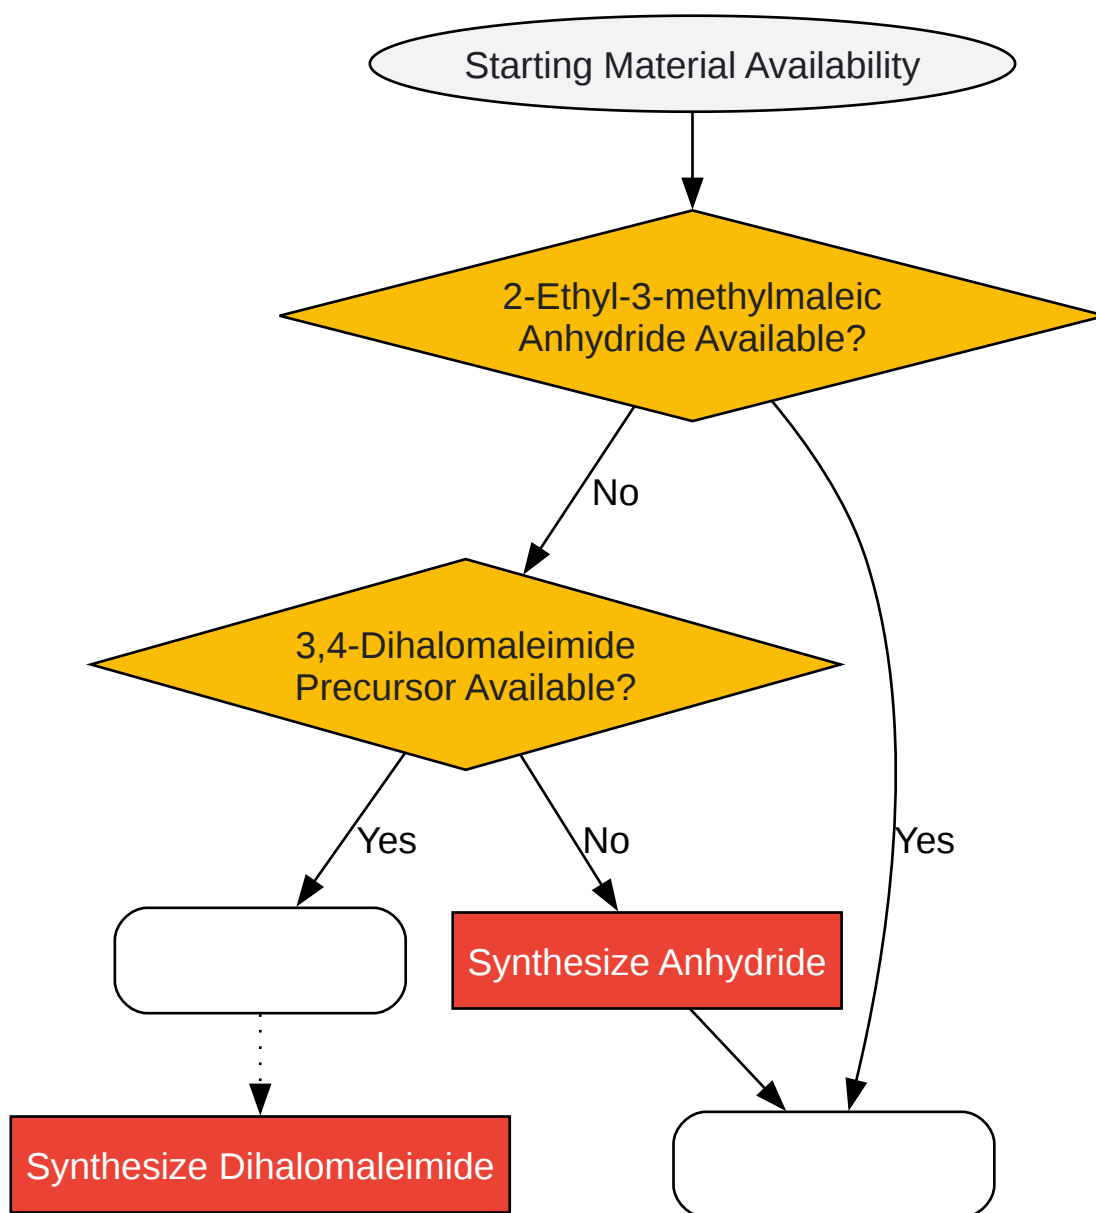 Starting Material Availability
2-Ethyl-3-methylmaleic
Anhydride Available?
No
3,4-Dihalomaleimide
Precursor Available?
Yes
No
Yes
Synthesize Anhydride
Synthesize Dihalomaleimide